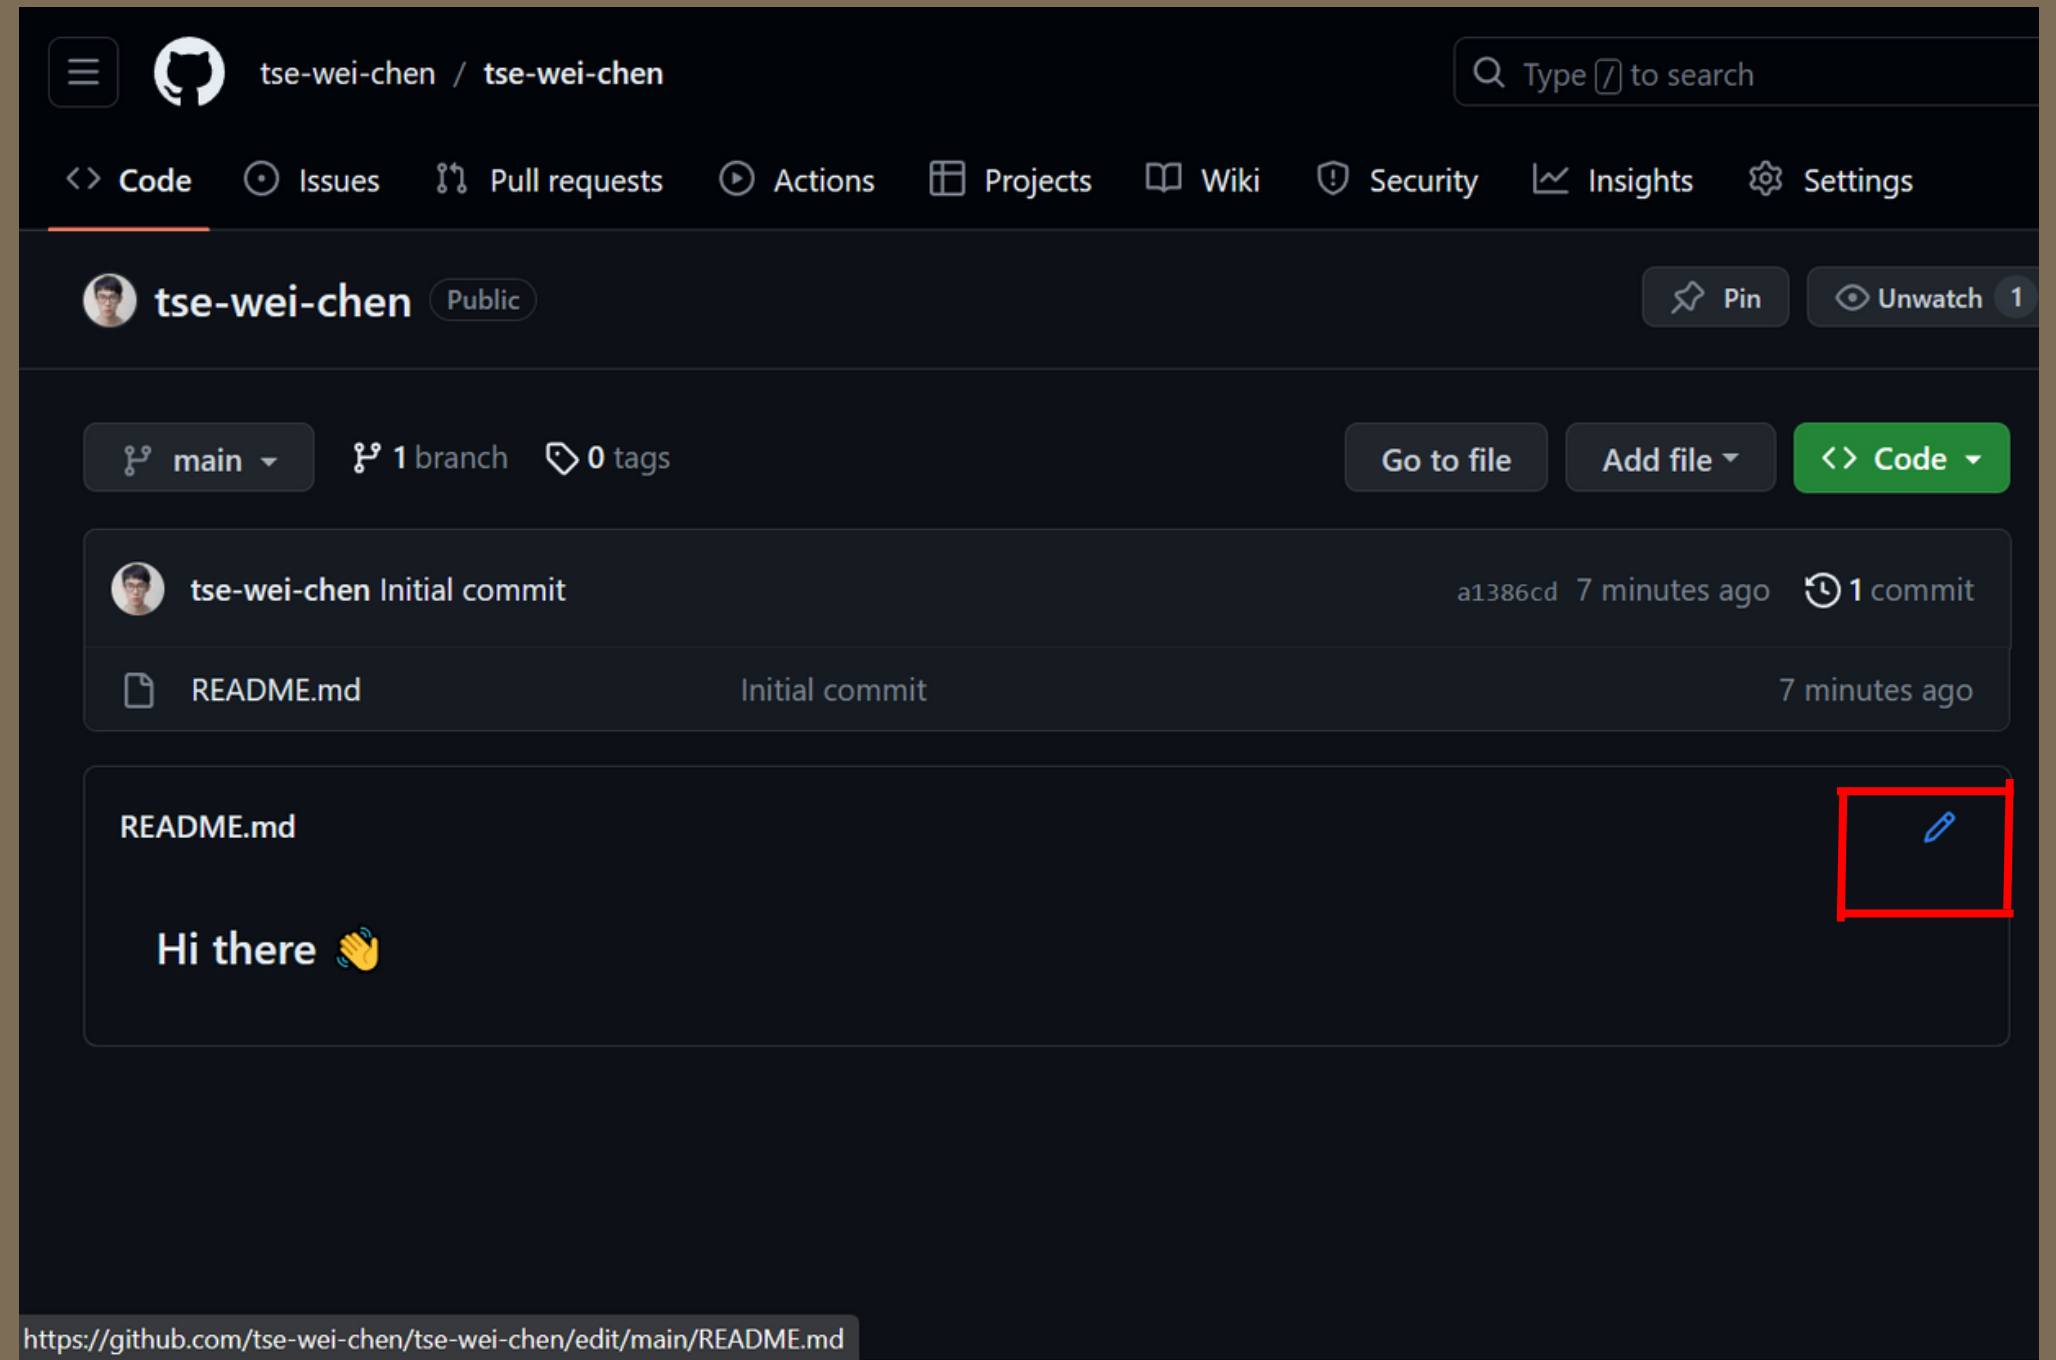 tse-wei-chen / tse-wei-chen
Type / to search
Code Issues Pull requests Actions Projects Wiki Security Insights Settings
tse-wei-chen Public
Pin Unwatch 1
main 1 branch 0 tags
Go to file Add file Code
tse-wei-chen Initial commit a1386cd 7 minutes ago 1 commit
README.md Initial commit 7 minutes ago
README.md
Hi there 👋
https://github.com/tse-wei-chen/tse-wei-chen/edit/main/README.md